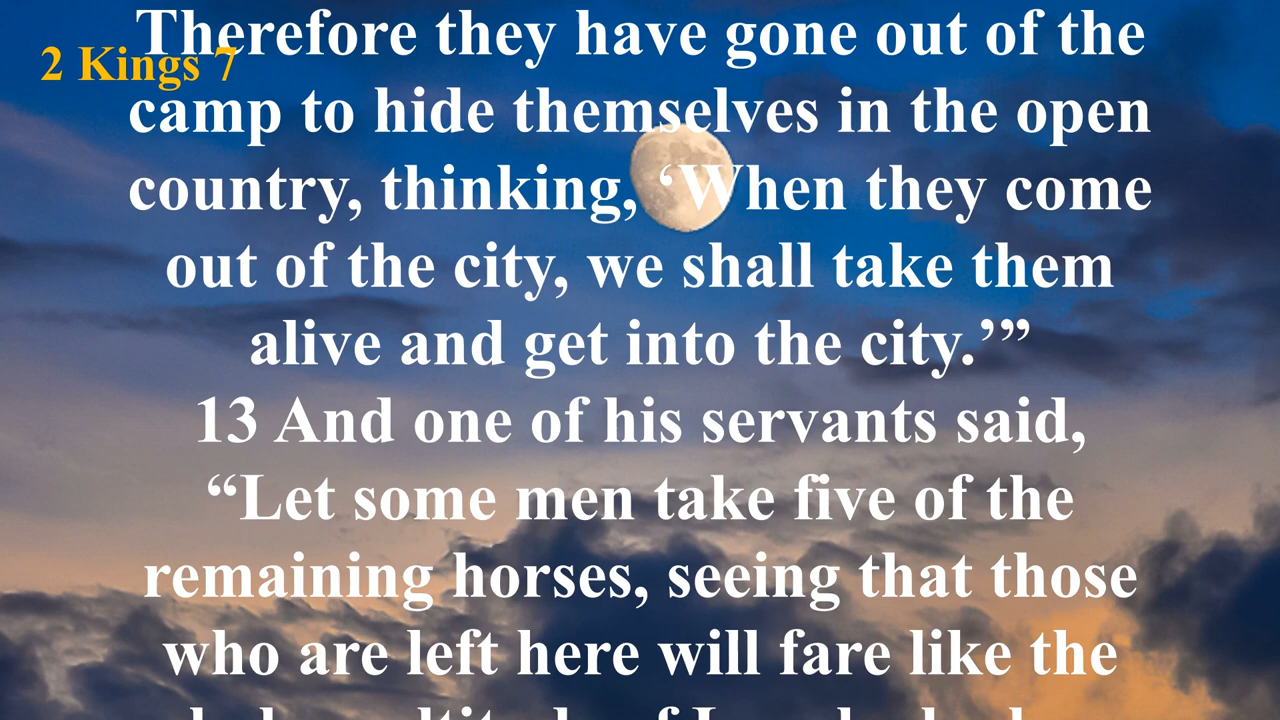 2 Kings 7
Therefore they have gone out of the
camp to hide themselves in the open
country, thinking, ‘When they come
out of the city, we shall take them
alive and get into the city.’”
13 And one of his servants said,
“Let some men take five of the
remaining horses, seeing that those
who are left here will fare like the